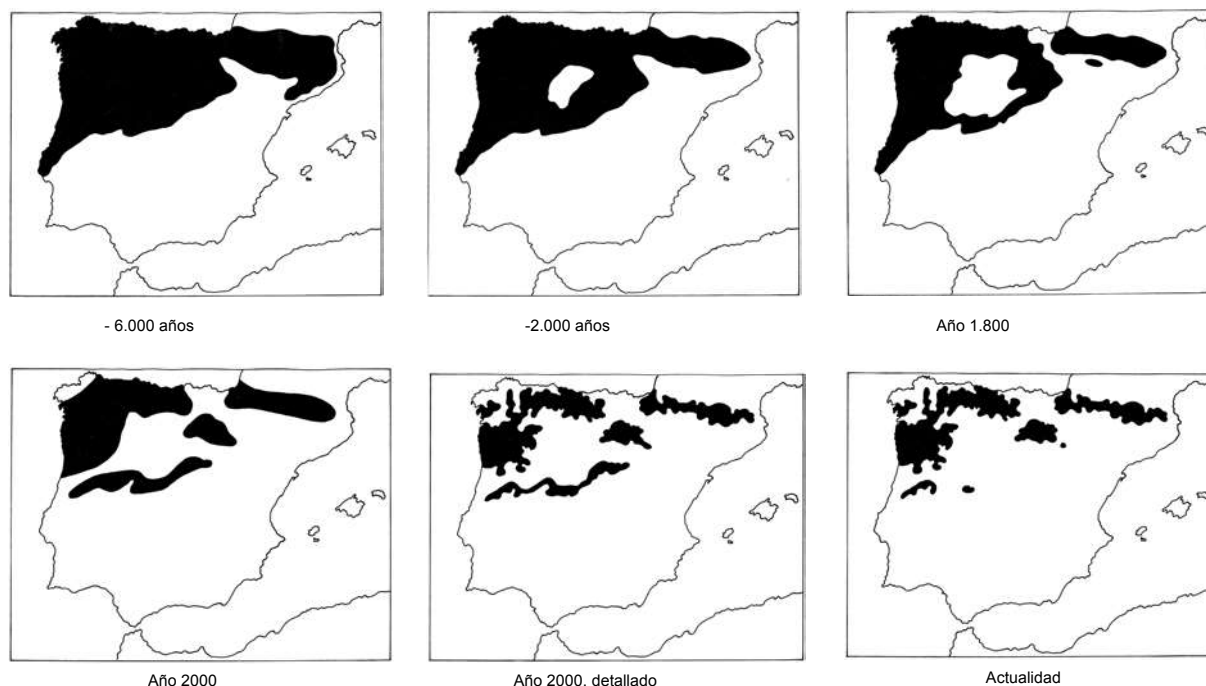 - 6.000 años
-2.000 años
Año 1.800
Año 2000
Año 2000, detallado
Actualidad